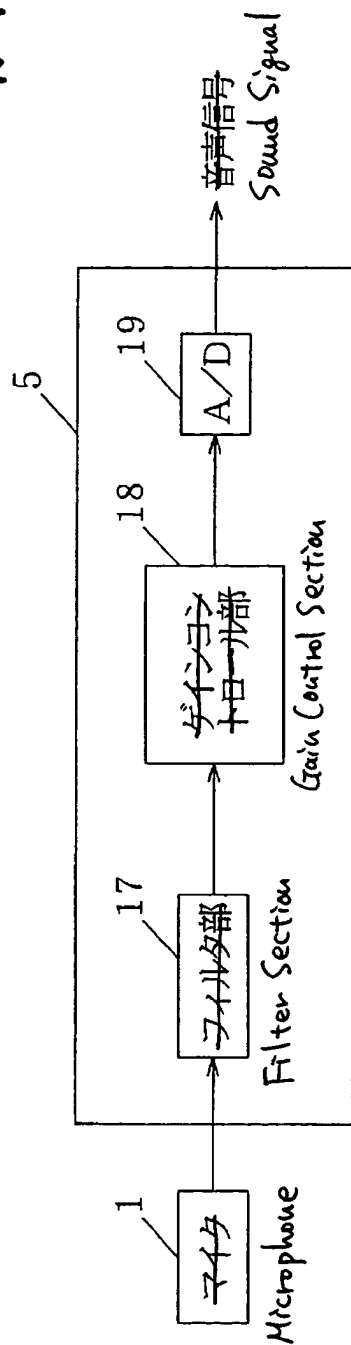 5
1
マイク
Microphone
17
フィルタ部
Filter Section
18
ゲインコン
トロール部
Gain Control Section
19
A/D
音声信号
Sound Signal